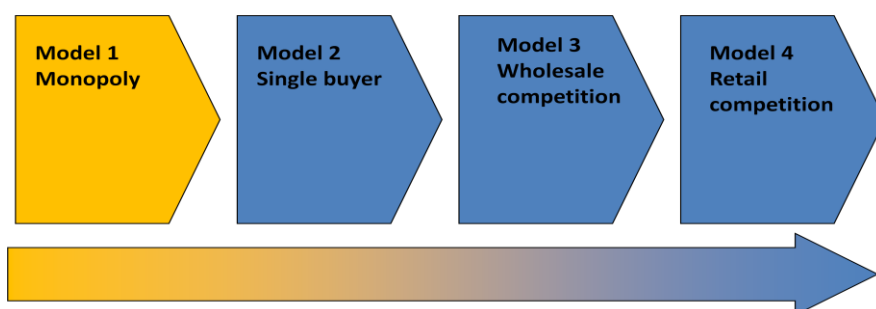 Model 1
Monopoly
Model 2
Single buyer
Model 3
Wholesale
competition
Model 4
Retail
competition